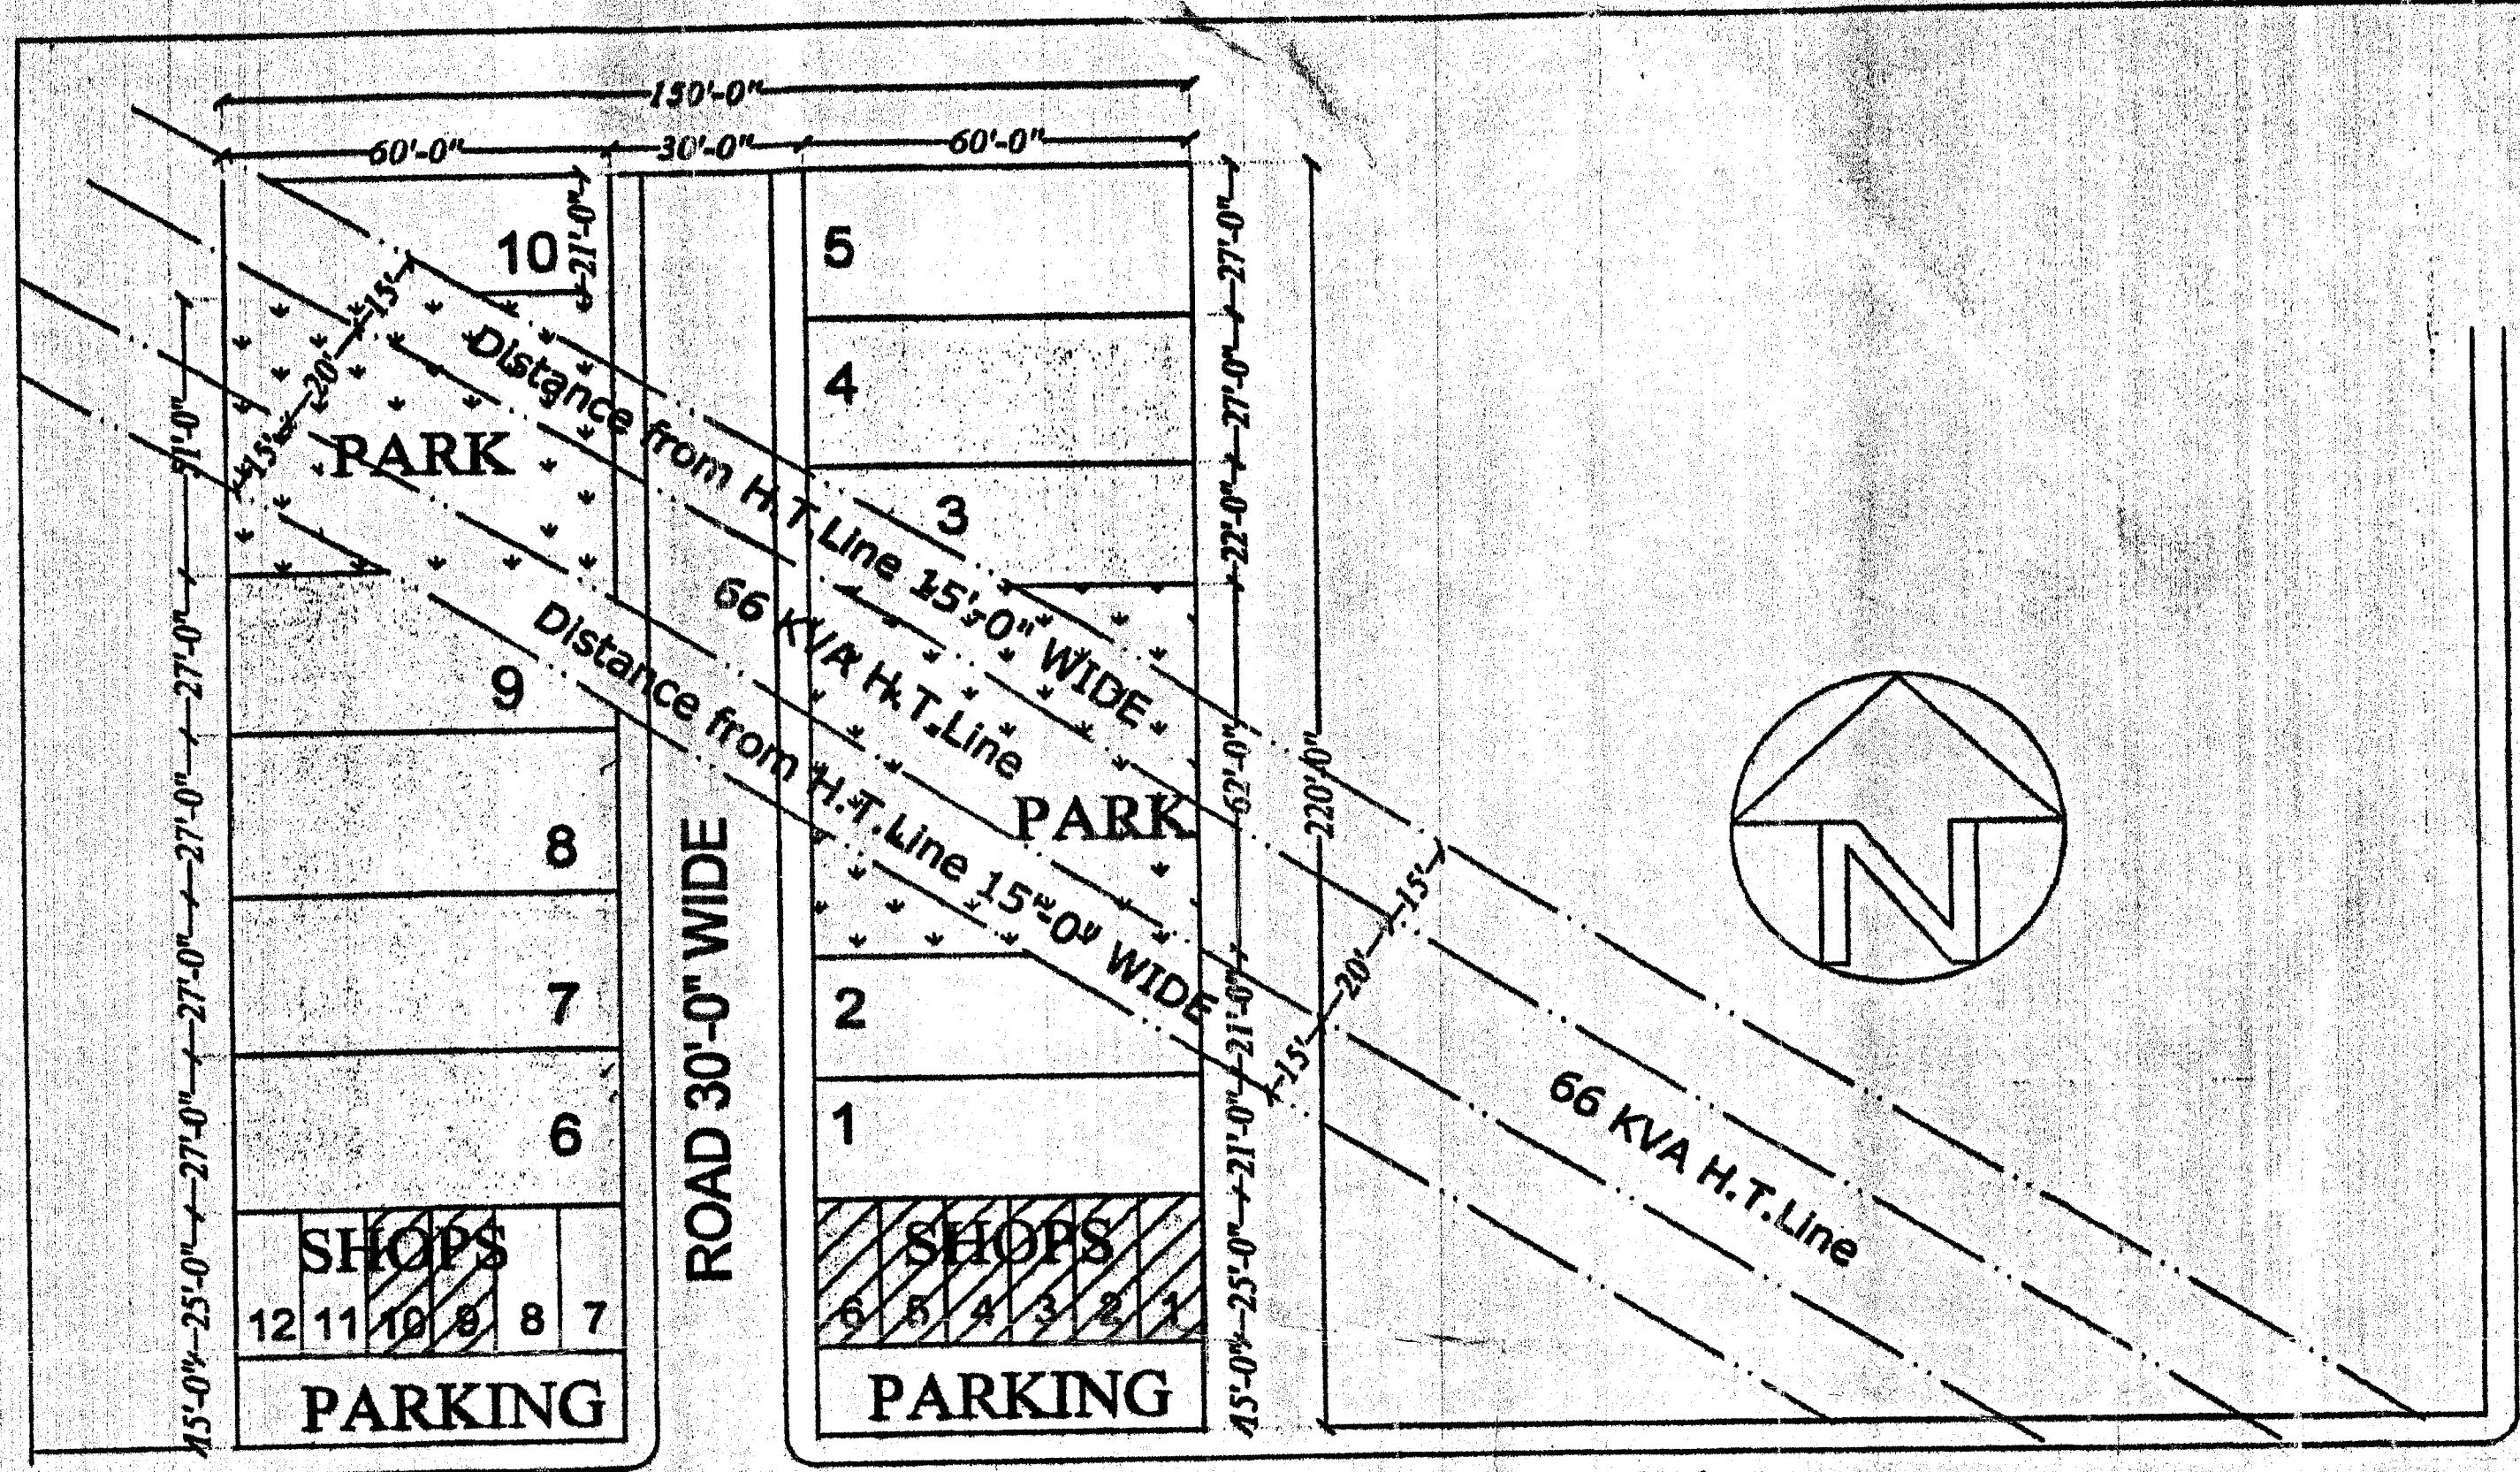 150'-0"
60'-0" 30'-0" 60'-0"
10
21'-0"
5
27'-0"
4
27'-0"
3
22'-0"
15'
20'
15'
PARK
Distance from H.T.Line 15'-0" WIDE
66 KVA H.T.Line
Distance from H.T.Line 15"-0" WIDE
PARK
62'-0"
220'-0"
9
27'-0"
8
27'-0"
7
27'-0"
6
27'-0"
ROAD 30'-0" WIDE
2
21'-0"
1
21'-0"
15'
20'
15'
66 KVA H.T.Line
N
SHOPS
12 11 10 9 8 7
25'-0"
PARKING
15'-0"
SHOPS
6 5 4 3 2 1
25'-0"
PARKING
15'-0"